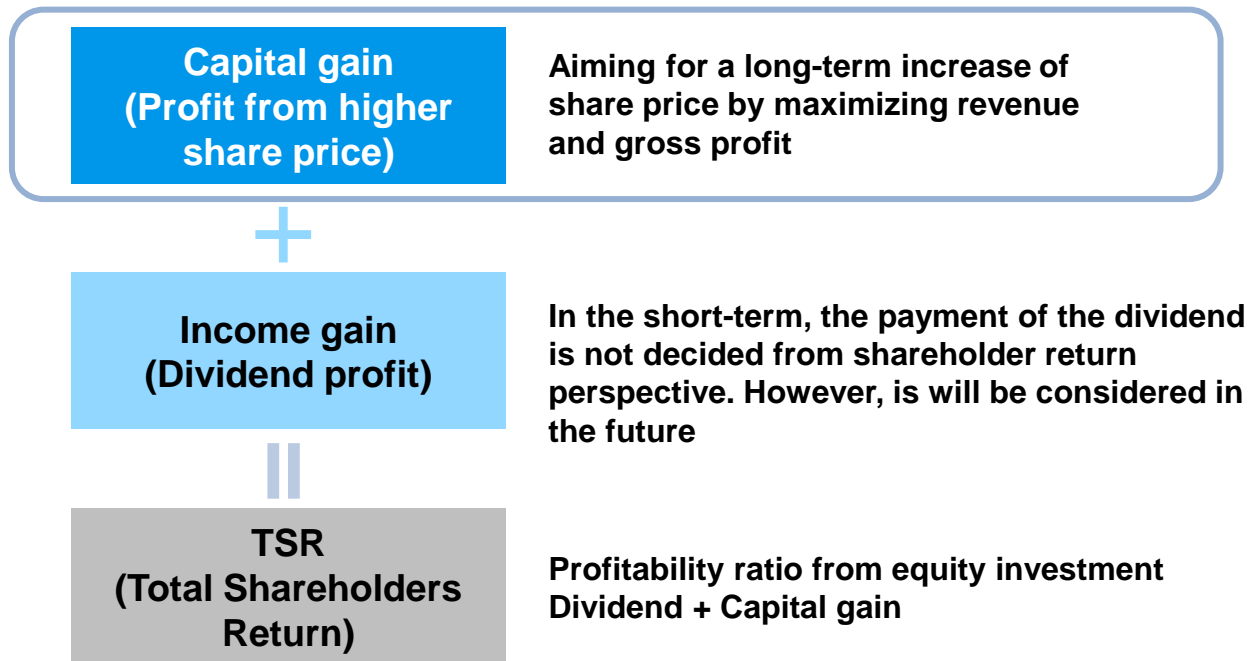 Capital gain
(Profit from higher
share price)
Aiming for a long-term increase of
share price by maximizing revenue
and gross profit
+
Income gain
(Dividend profit)
In the short-term, the payment of the dividend
is not decided from shareholder return
perspective. However, is will be considered in
the future
TSR
(Total Shareholders
Return)
Profitability ratio from equity investment
Dividend + Capital gain